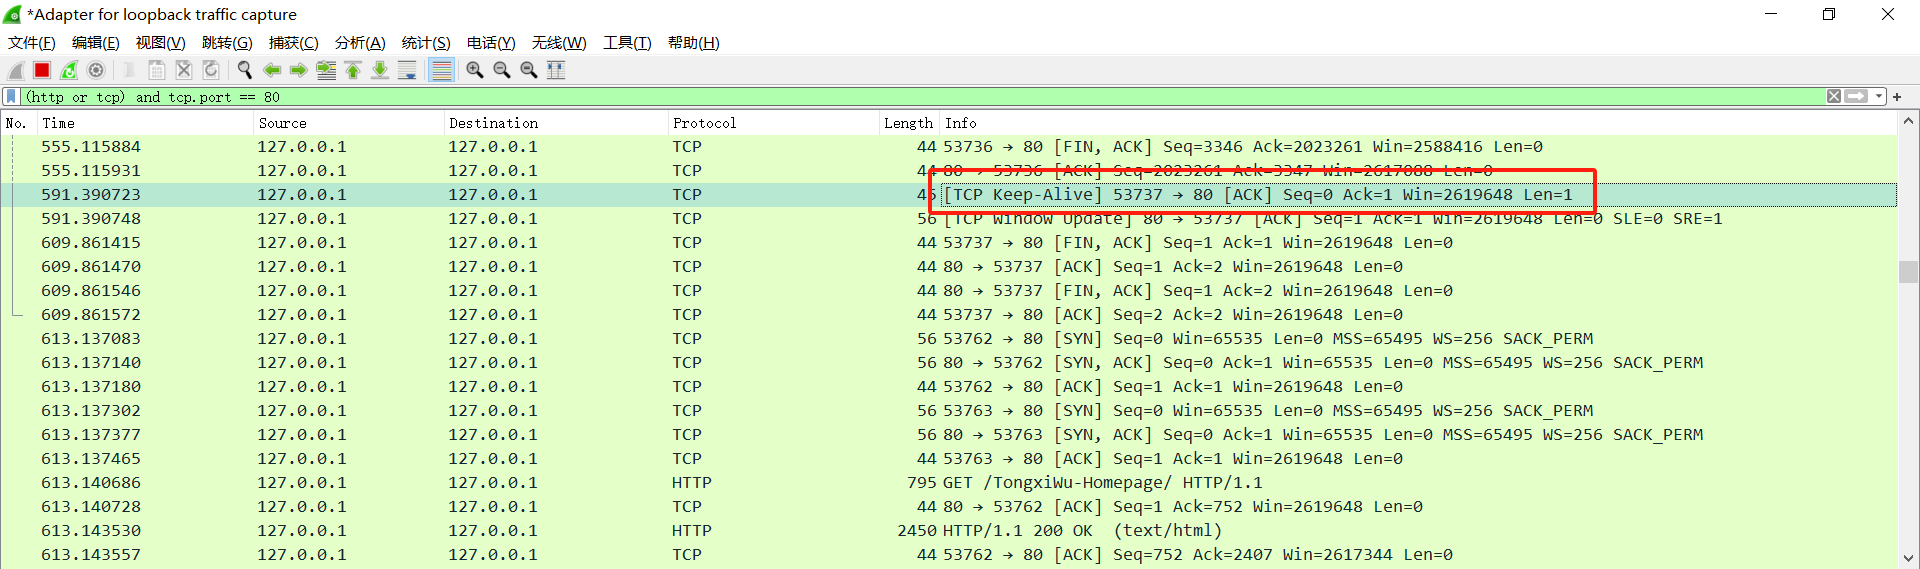 *Adapter for loopback traffic capture
文件(F) 编辑(E) 视图(V) 跳转(G) 捕获(C) 分析(A) 统计(S) 电话(Y) 无线(W) 工具(T) 帮助(H)
(http or tcp) and tcp.port == 80
No. Time Source Destination Protocol Length Info
555.115884 127.0.0.1 127.0.0.1 TCP 44 53736 → 80 [FIN, ACK] Seq=3346 Ack=2023261 Win=2588416 Len=0
555.115931 127.0.0.1 127.0.0.1 TCP 44 80 → 53736 [ACK] Seq=2023261 Ack=3347 Win=2617088 Len=0
591.390723 127.0.0.1 127.0.0.1 TCP 45 [TCP Keep-Alive] 53737 → 80 [ACK] Seq=0 Ack=1 Win=2619648 Len=1
591.390748 127.0.0.1 127.0.0.1 TCP 56 [TCP Window Update] 80 → 53737 [ACK] Seq=1 Ack=1 Win=2619648 Len=0 SLE=0 SRE=1
609.861415 127.0.0.1 127.0.0.1 TCP 44 53737 → 80 [FIN, ACK] Seq=1 Ack=1 Win=2619648 Len=0
609.861470 127.0.0.1 127.0.0.1 TCP 44 80 → 53737 [ACK] Seq=1 Ack=2 Win=2619648 Len=0
609.861546 127.0.0.1 127.0.0.1 TCP 44 80 → 53737 [FIN, ACK] Seq=1 Ack=2 Win=2619648 Len=0
609.861572 127.0.0.1 127.0.0.1 TCP 44 53737 → 80 [ACK] Seq=2 Ack=2 Win=2619648 Len=0
613.137083 127.0.0.1 127.0.0.1 TCP 56 53762 → 80 [SYN] Seq=0 Win=65535 Len=0 MSS=65495 WS=256 SACK_PERM
613.137140 127.0.0.1 127.0.0.1 TCP 56 80 → 53762 [SYN, ACK] Seq=0 Ack=1 Win=65535 Len=0 MSS=65495 WS=256 SACK_PERM
613.137180 127.0.0.1 127.0.0.1 TCP 44 53762 → 80 [ACK] Seq=1 Ack=1 Win=2619648 Len=0
613.137302 127.0.0.1 127.0.0.1 TCP 56 53763 → 80 [SYN] Seq=0 Win=65535 Len=0 MSS=65495 WS=256 SACK_PERM
613.137377 127.0.0.1 127.0.0.1 TCP 56 80 → 53763 [SYN, ACK] Seq=0 Ack=1 Win=65535 Len=0 MSS=65495 WS=256 SACK_PERM
613.137465 127.0.0.1 127.0.0.1 TCP 44 53763 → 80 [ACK] Seq=1 Ack=1 Win=2619648 Len=0
613.140686 127.0.0.1 127.0.0.1 HTTP 795 GET /TongxiWu-Homepage/ HTTP/1.1
613.140728 127.0.0.1 127.0.0.1 TCP 44 80 → 53762 [ACK] Seq=1 Ack=752 Win=2619648 Len=0
613.143530 127.0.0.1 127.0.0.1 HTTP 2450 HTTP/1.1 200 OK (text/html)
613.143557 127.0.0.1 127.0.0.1 TCP 44 53762 → 80 [ACK] Seq=752 Ack=2407 Win=2617344 Len=0